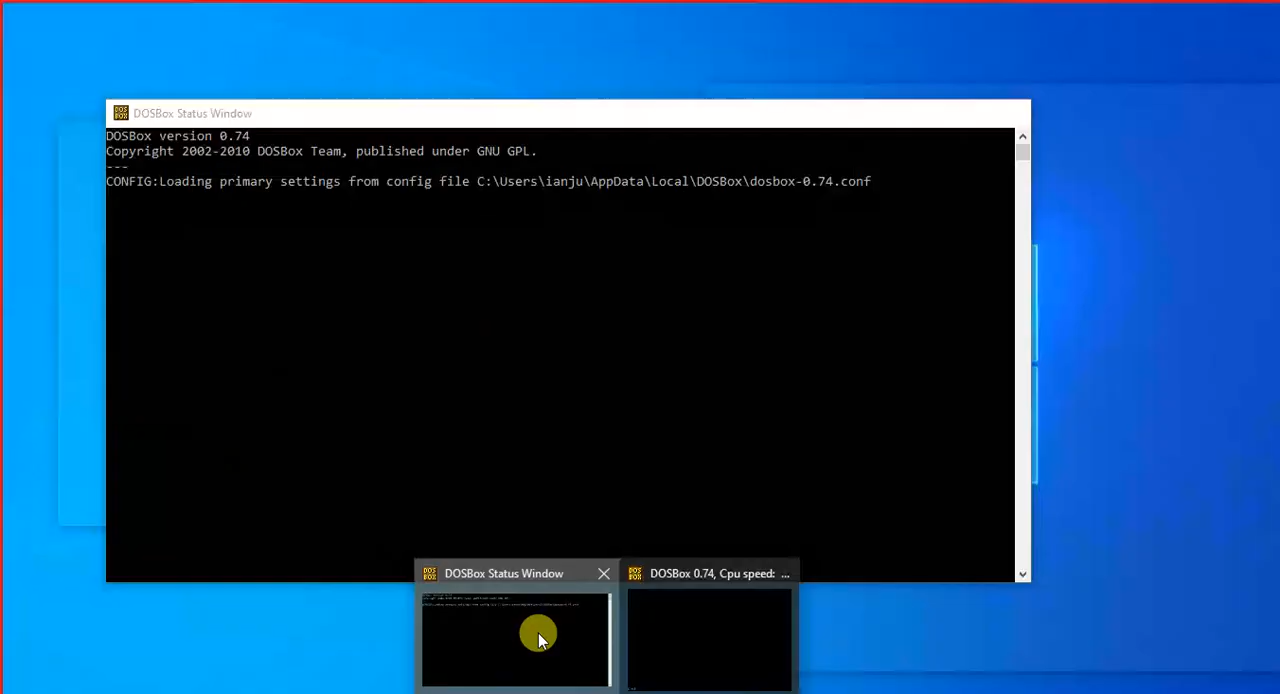 DOSBox Status Window
DOSBox version 0.74
Copyright 2002-2010 DOSBox Team, published under GNU GPL.
---
CONFIG:Loading primary settings from config file C:\Users\ianju\AppData\Local\DOSBox\dosbox-0.74.conf
DOSBox Status Window
DOSBox 0.74, Cpu speed: ...